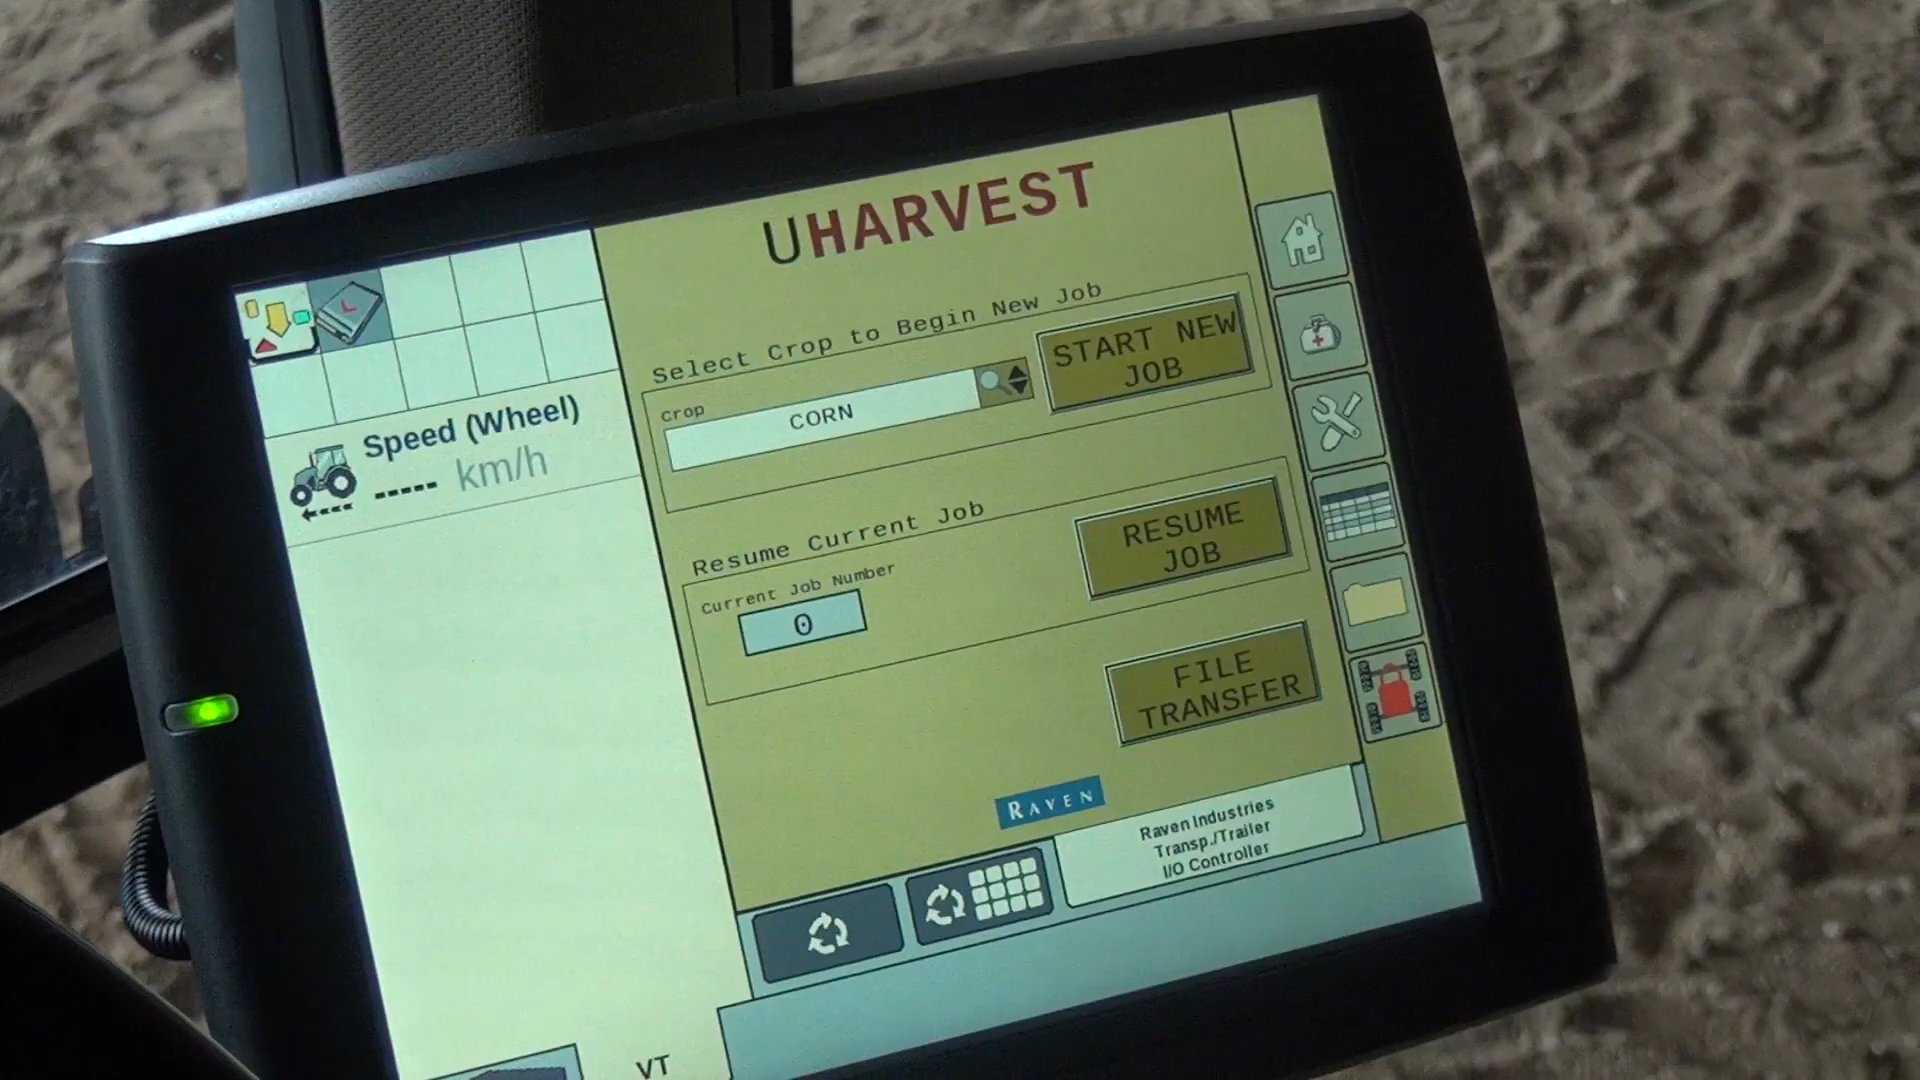 UHARVEST
Speed (Wheel)
----- km/h
Select Crop to Begin New Job
Crop
CORN
START NEW
JOB
Resume Current Job
Current Job Number
0
RESUME
JOB
FILE
TRANSFER
RAVEN
Raven Industries
Transp./Trailer
I/O Controller
VT